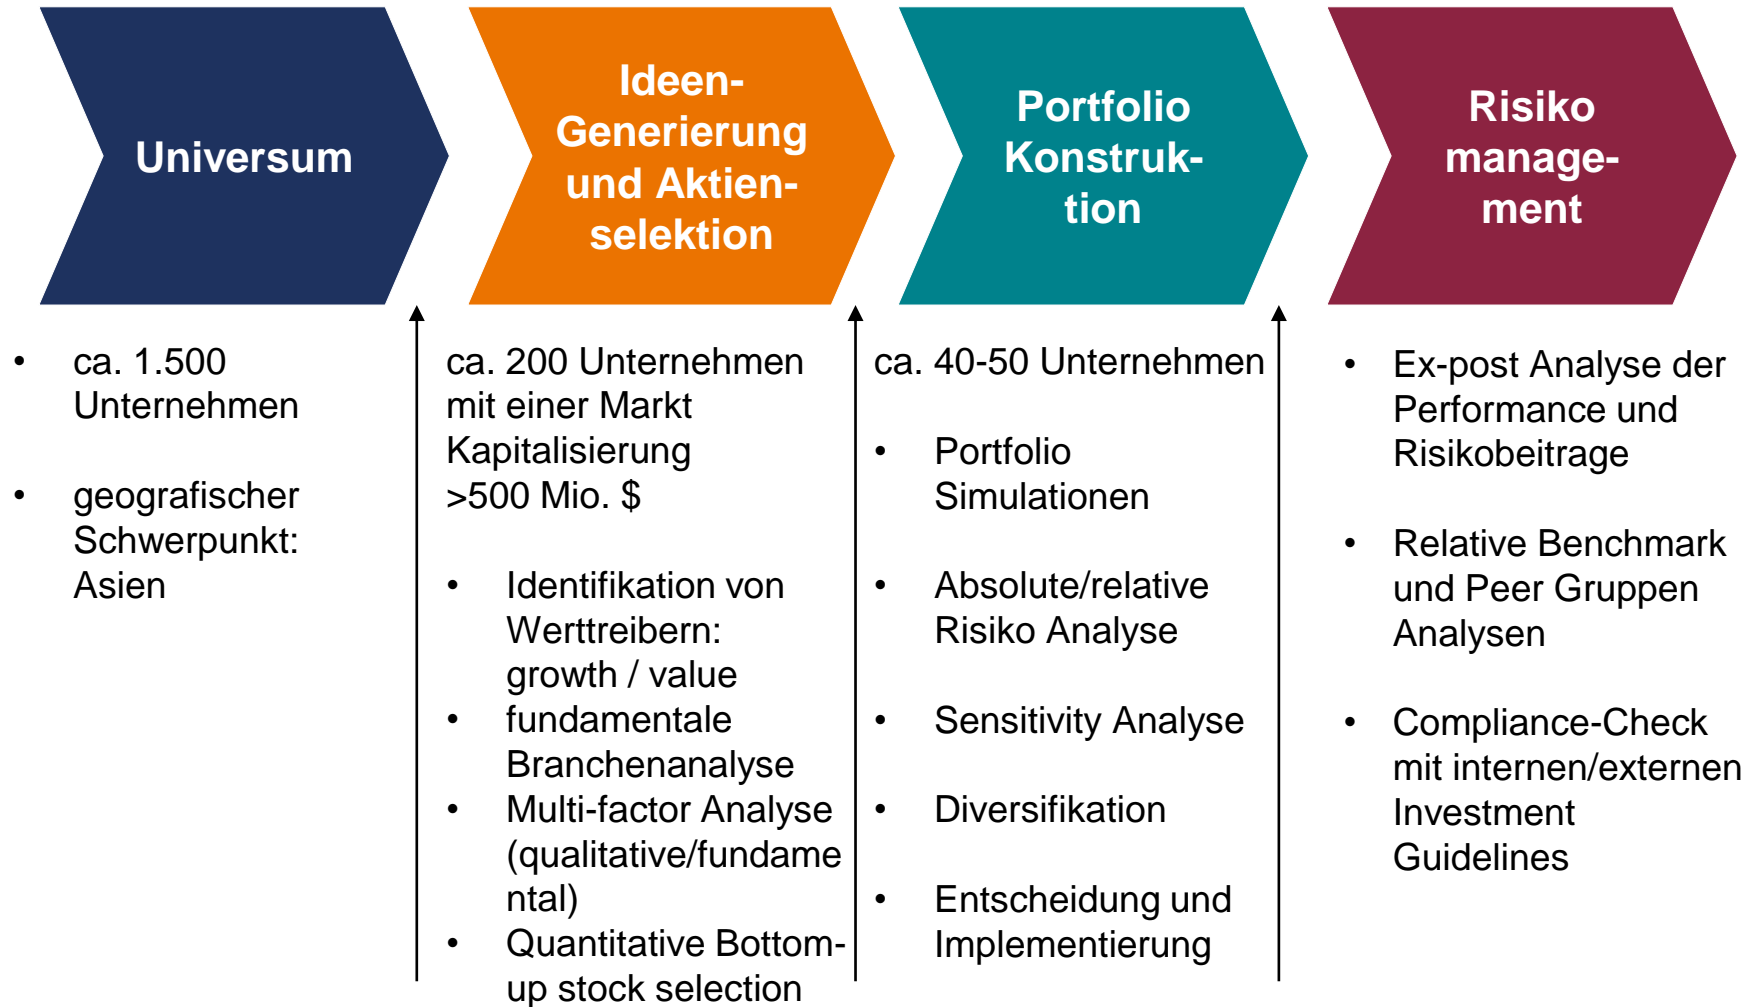 Universum
Ideen-
Generierung
und Aktien-
selektion
Portfolio
Konstruk-
tion
Risiko
manage-
ment
• ca. 1.500
Unternehmen
• geografischer
Schwerpunkt:
Asien
ca. 200 Unternehmen
mit einer Markt
Kapitalisierung
>500 Mio. $
• Identifikation von
Werttreibern:
growth / value
• fundamentale
Branchenanalyse
• Multi-factor Analyse
(qualitative/fundame
ntal)
• Quantitative Bottom-
up stock selection
ca. 40-50 Unternehmen
• Portfolio
Simulationen
• Absolute/relative
Risiko Analyse
• Sensitivity Analyse
• Diversifikation
• Entscheidung und
Implementierung
• Ex-post Analyse der
Performance und
Risikobeitrage
• Relative Benchmark
und Peer Gruppen
Analysen
• Compliance-Check
mit internen/externen
Investment
Guidelines